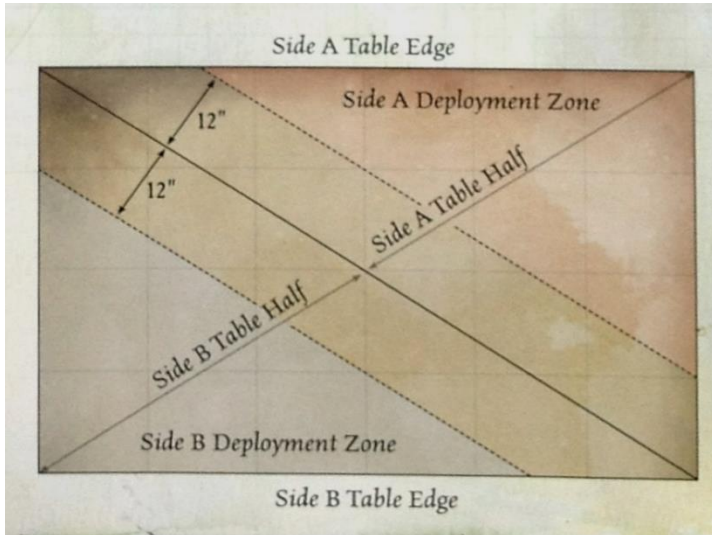 Side A Table Edge
Side A Deployment Zone
12"
12"
Side A Table Half
Side B Table Half
Side B Deployment Zone
Side B Table Edge